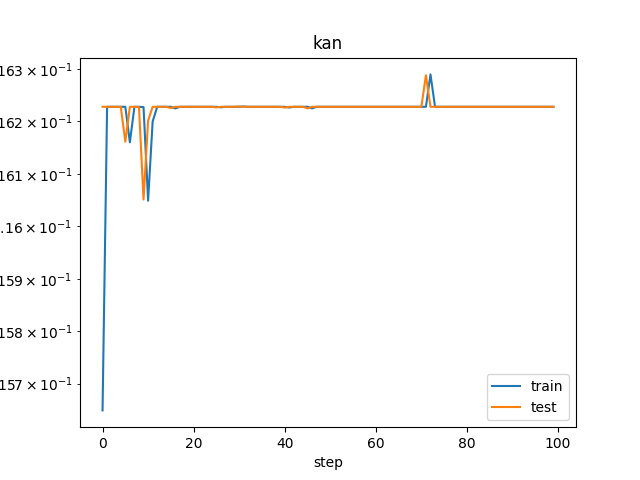 kan
163 × 10⁻¹
162 × 10⁻¹
161 × 10⁻¹
.16 × 10⁻¹
159 × 10⁻¹
158 × 10⁻¹
157 × 10⁻¹
0 20 40 60 80 100
step
train
test